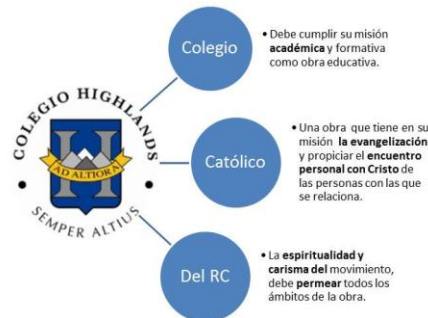 COLEGIO HIGHLANDS
AD ALTIORA
SEMPER ALTIUS
Colegio
• Debe cumplir su misión
académica y formativa
como obra educativa.
Católico
• Una obra que tiene en su
misión la evangelización
y propiciar el encuentro
personal con Cristo de
las personas con las que
se relaciona.
Del RC
• La espiritualidad y
carisma del movimiento,
debe permear todos los
ámbitos de la obra.